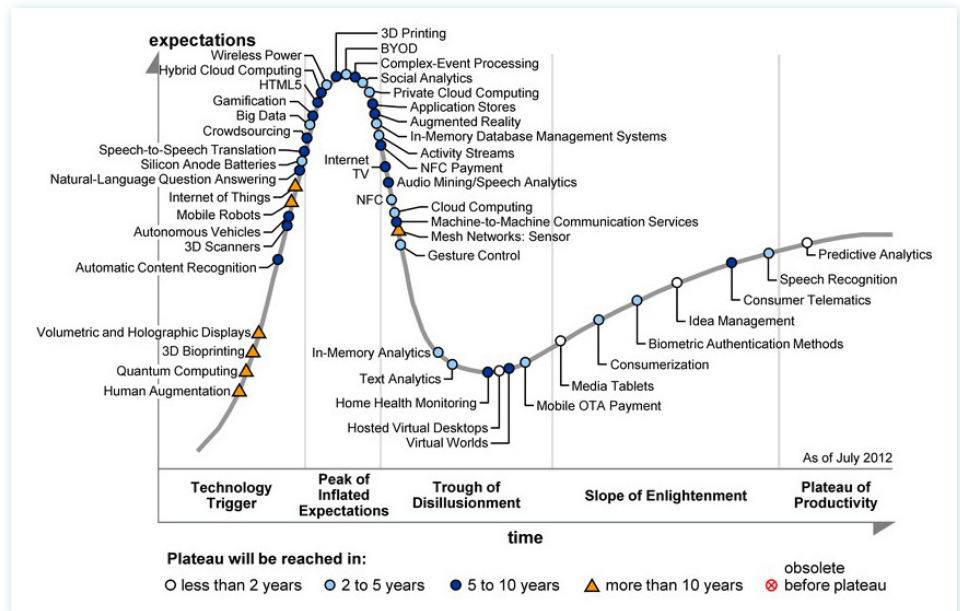 expectations
3D Printing
BYOD
Wireless Power
Complex-Event Processing
Hybrid Cloud Computing
Social Analytics
HTML5
Private Cloud Computing
Gamification
Application Stores
Big Data
Augmented Reality
Crowdsourcing
In-Memory Database Management Systems
Speech-to-Speech Translation
Activity Streams
Silicon Anode Batteries
Internet
TV
NFC Payment
Natural-Language Question Answering
Audio Mining/Speech Analytics
Internet of Things
NFC
Cloud Computing
Mobile Robots
Machine-to-Machine Communication Services
Autonomous Vehicles
Mesh Networks: Sensor
3D Scanners
Gesture Control
Automatic Content Recognition
Predictive Analytics
Speech Recognition
Consumer Telematics
Idea Management
Volumetric and Holographic Displays
Biometric Authentication Methods
3D Bioprinting
In-Memory Analytics
Consumerization
Quantum Computing
Text Analytics
Media Tablets
Human Augmentation
Home Health Monitoring
Mobile OTA Payment
Hosted Virtual Desktops
Virtual Worlds
As of July 2012
Technology
Trigger
Peak of
Inflated
Expectations
Trough of
Disillusionment
Slope of Enlightenment
Plateau of
Productivity
time
Plateau will be reached in:
less than 2 years
2 to 5 years
5 to 10 years
more than 10 years
obsolete
before plateau